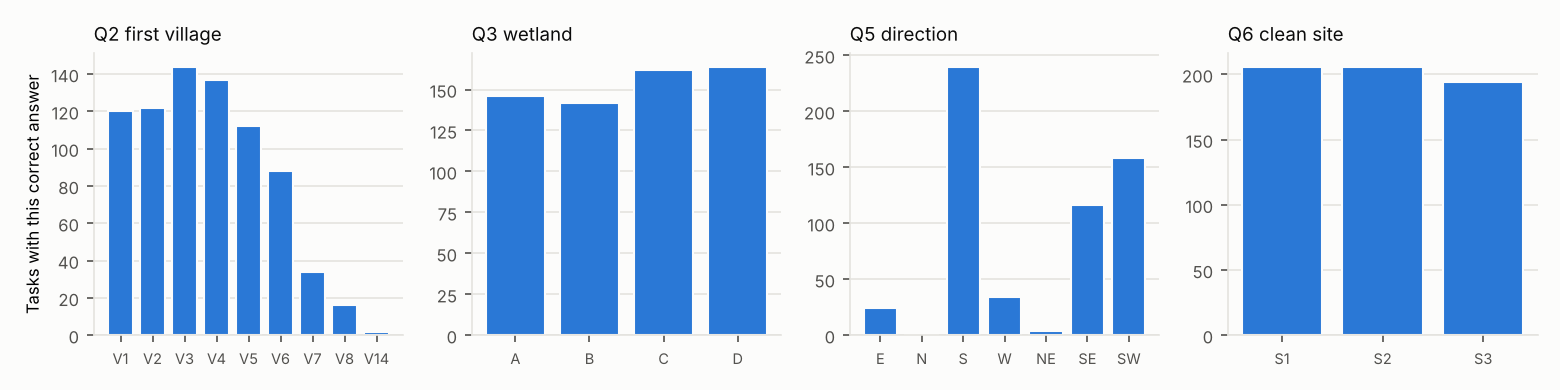 Q2 first village
Q3 wetland
Q5 direction
Q6 clean site
Tasks with this correct answer
140
120
100
80
60
40
20
0
V1 V2 V3 V4 V5 V6 V7 V8 V14
150
125
100
75
50
25
0
A B C D
250
200
150
100
50
0
E N S W NE SE SW
200
150
100
50
0
S1 S2 S3